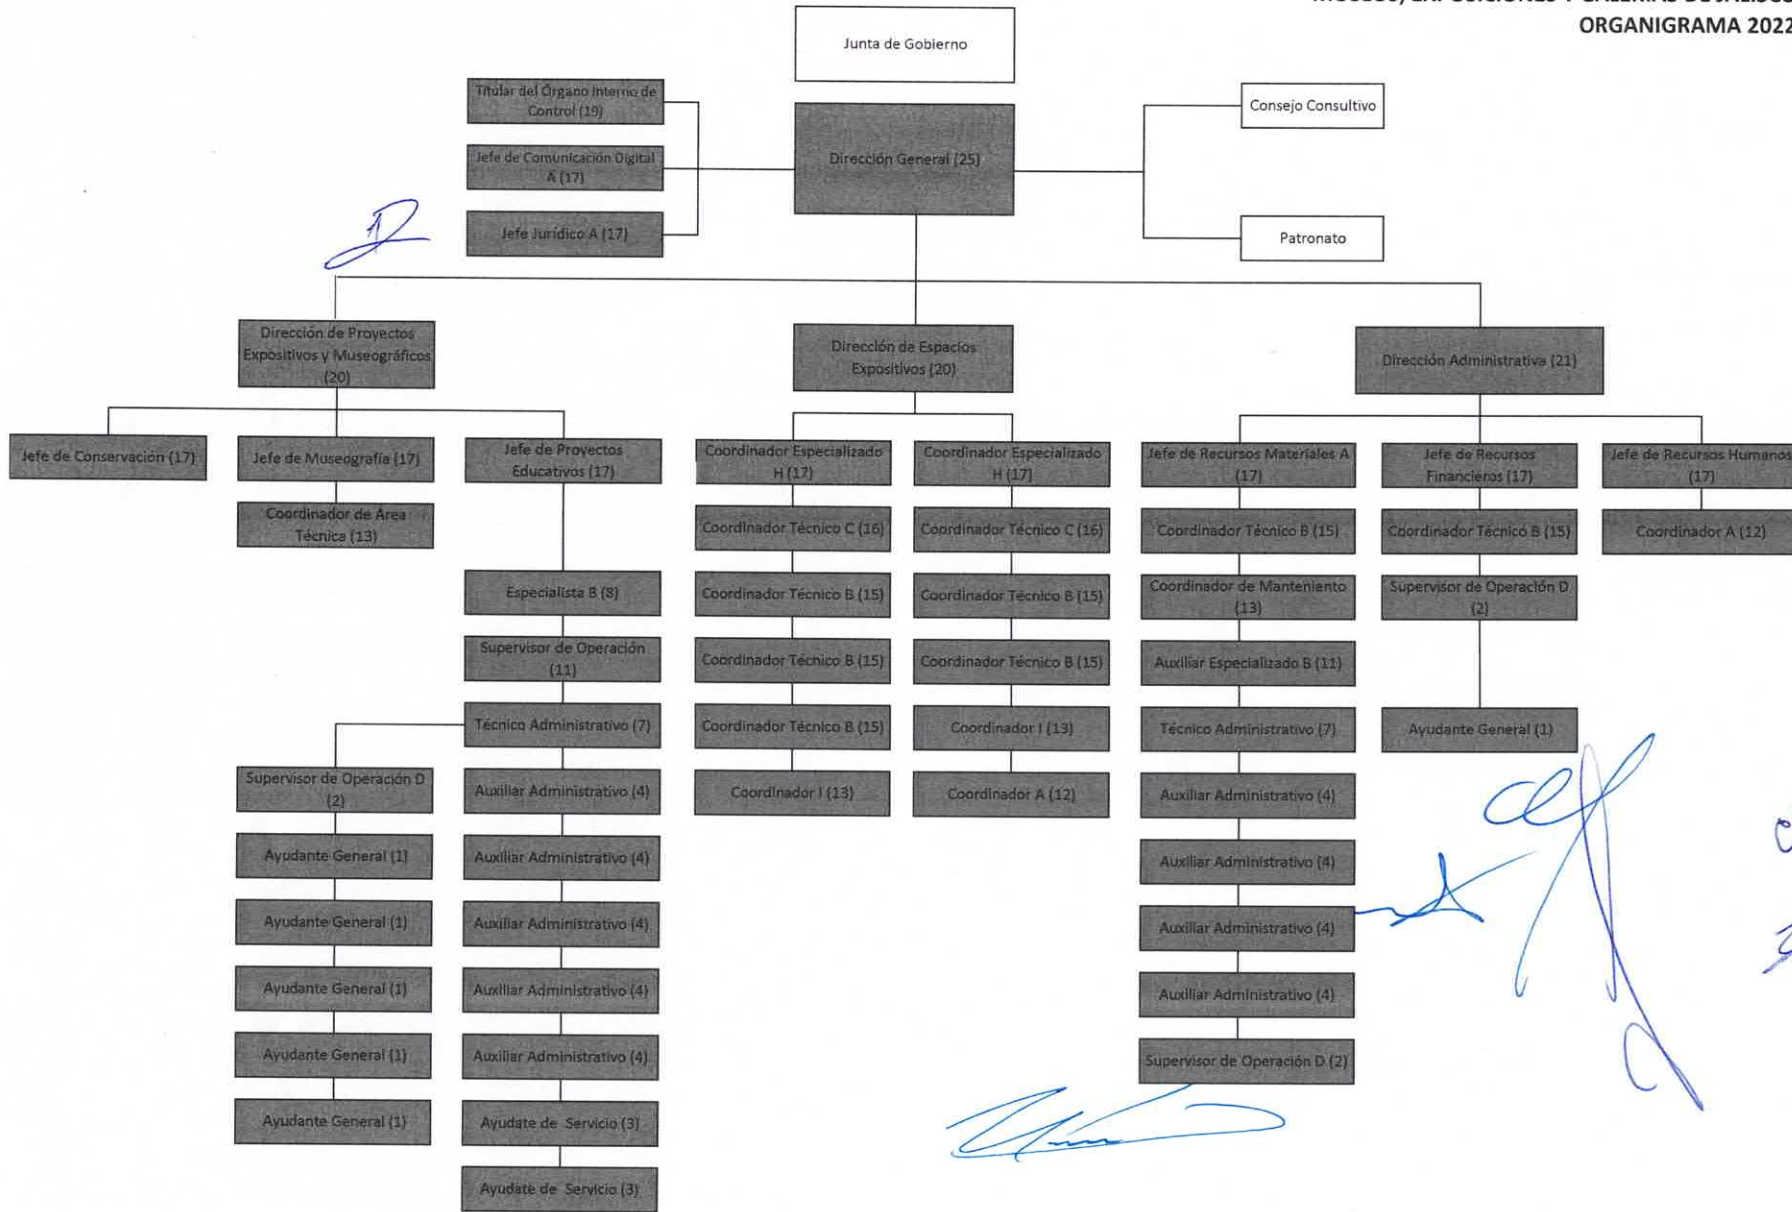 ORGANIGRAMA 2022
Junta de Gobierno
Titular del Órgano Interno de
Control (19)
Jefe de Comunicación Digital
A (17)
Jefe Jurídico A (17)
Dirección General (25)
Consejo Consultivo
Patronato
Dirección de Proyectos
Expositivos y Museográficos
(20)
Dirección de Espacios
Expositivos (20)
Dirección Administrativa (21)
Jefe de Conservación (17)
Jefe de Museografía (17)
Coordinador de Área
Técnica (13)
Jefe de Proyectos
Educativos (17)
Especialista B (8)
Supervisor de Operación
(11)
Técnico Administrativo (7)
Auxiliar Administrativo (4)
Auxiliar Administrativo (4)
Auxiliar Administrativo (4)
Auxiliar Administrativo (4)
Auxiliar Administrativo (4)
Ayudate de Servicio (3)
Ayudate de Servicio (3)
Supervisor de Operación D
(2)
Ayudante General (1)
Ayudante General (1)
Ayudante General (1)
Ayudante General (1)
Ayudante General (1)
Coordinador Especializado
H (17)
Coordinador Técnico C (16)
Coordinador Técnico B (15)
Coordinador Técnico B (15)
Coordinador Técnico B (15)
Coordinador I (13)
Coordinador Especializado
H (17)
Coordinador Técnico C (16)
Coordinador Técnico B (15)
Coordinador Técnico B (15)
Coordinador I (13)
Coordinador A (12)
Jefe de Recursos Materiales A
(17)
Coordinador Técnico B (15)
Coordinador de Manteniento
(13)
Auxiliar Especializado B (11)
Técnico Administrativo (7)
Auxiliar Administrativo (4)
Auxiliar Administrativo (4)
Auxiliar Administrativo (4)
Auxiliar Administrativo (4)
Supervisor de Operación D (2)
Jefe de Recursos
Financieros (17)
Coordinador Técnico B (15)
Supervisor de Operación D
(2)
Ayudante General (1)
Jefe de Recursos Humanos
(17)
Coordinador A (12)